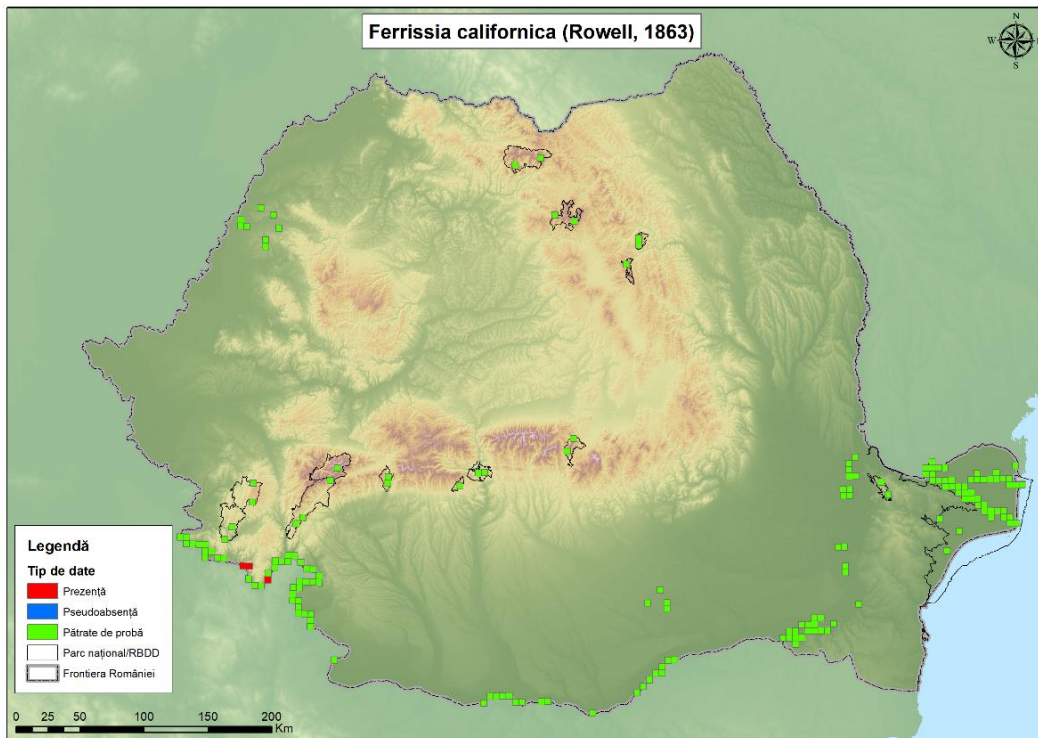 Ferrissia californica (Rowell, 1863)
N
W
S
Legendă
Tip de date
Prezență
Pseudoabsență
Pătrate de probă
Parc național/RBDD
Frontiera României
0 50 100 150 200
Km